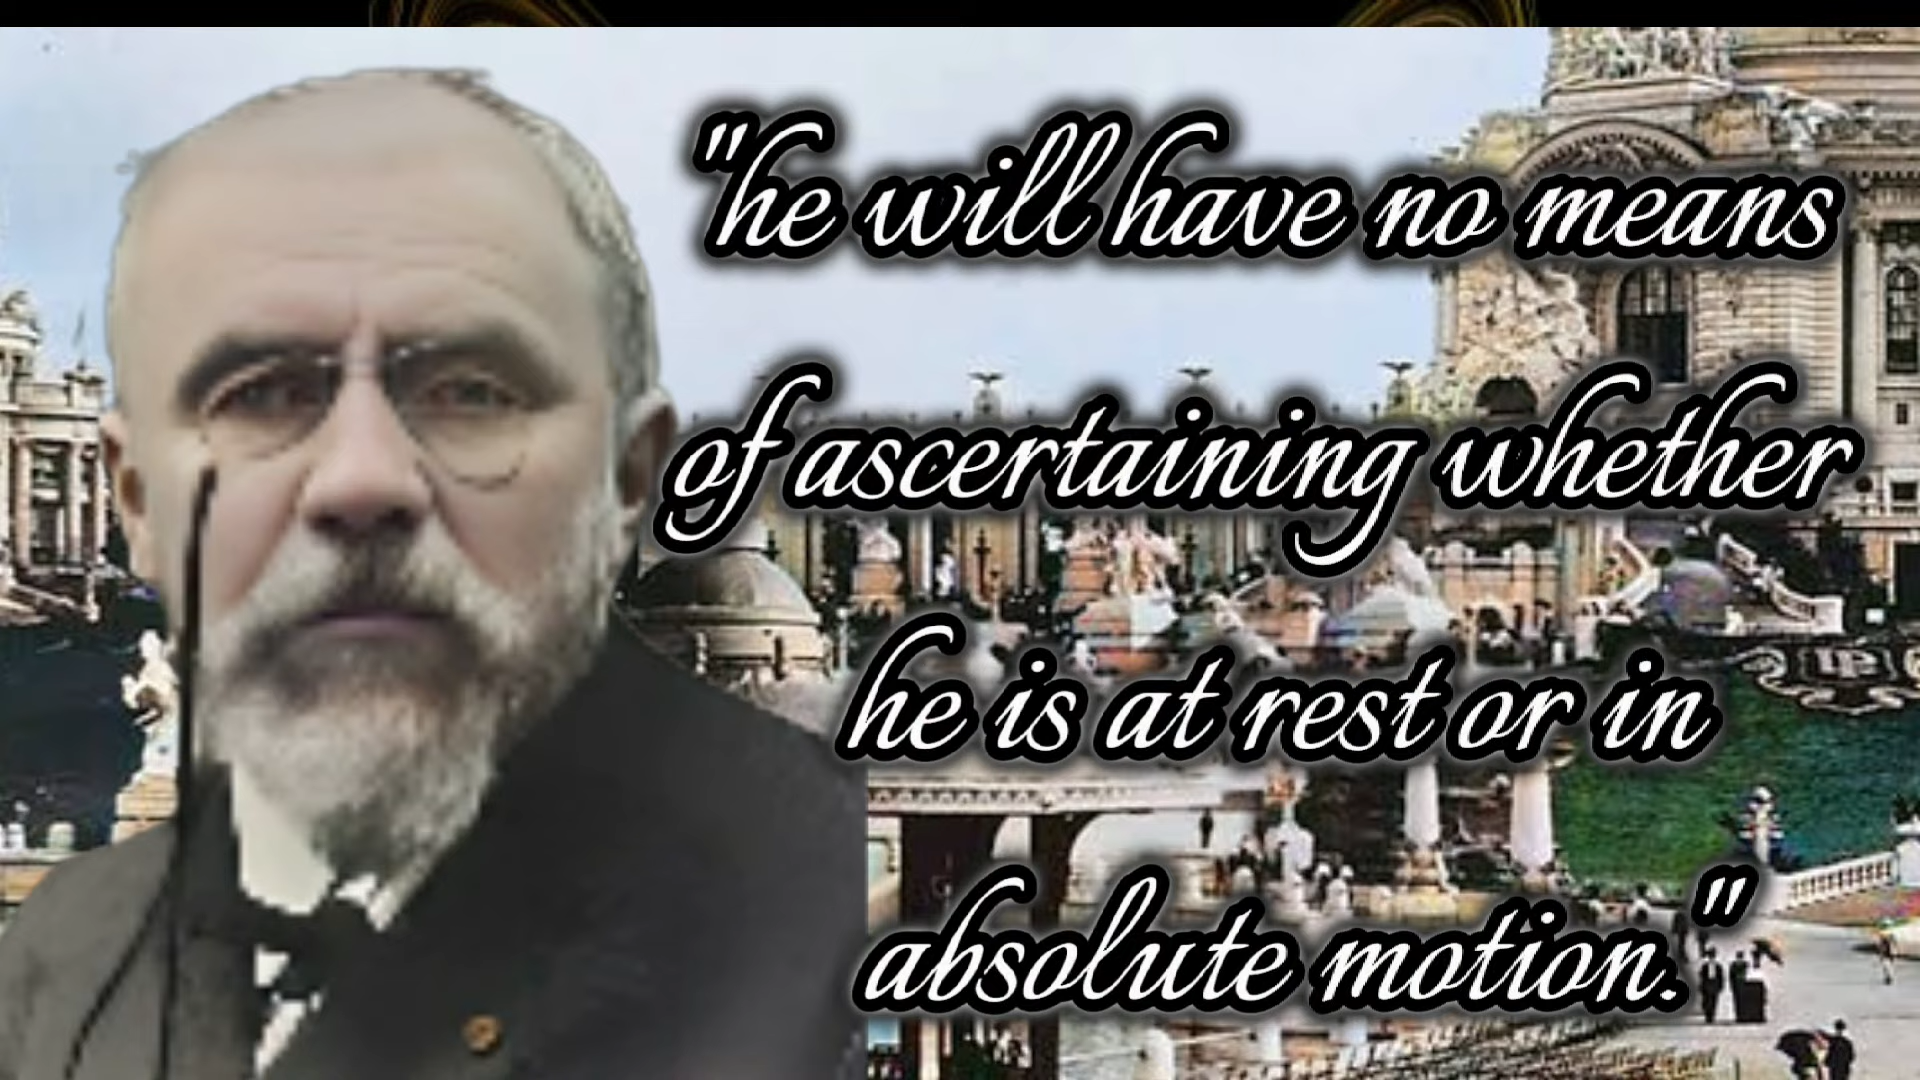 "he will have no means
of ascertaining whether
he is at rest or in
absolute motion."